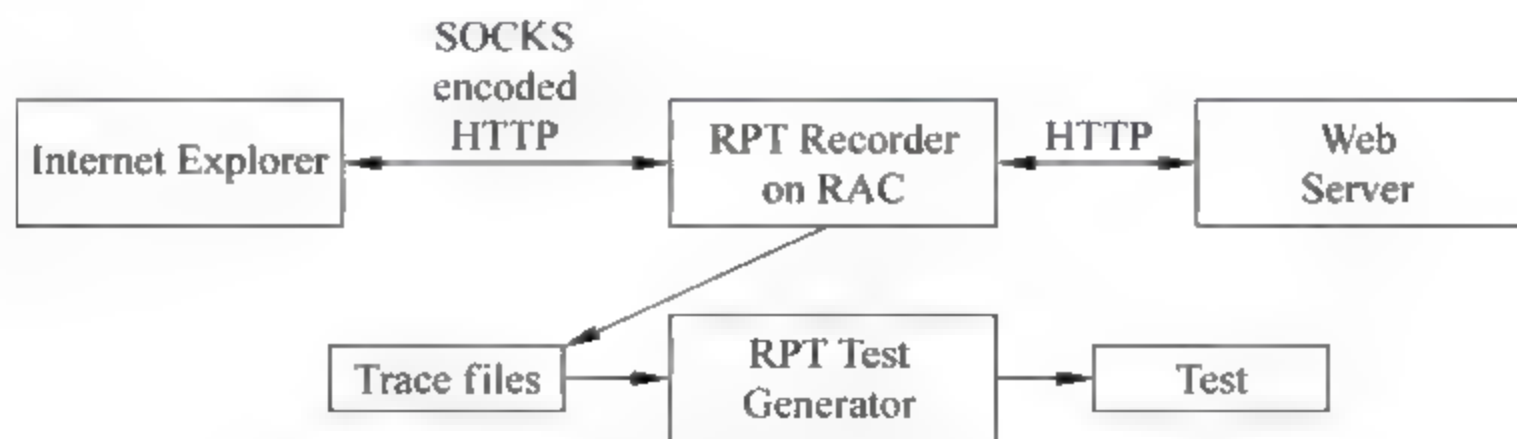 SOCKS
encoded
HTTP
Internet Explorer
RPT Recorder
on RAC
HTTP
Web
Server
Trace files
RPT Test
Generator
Test